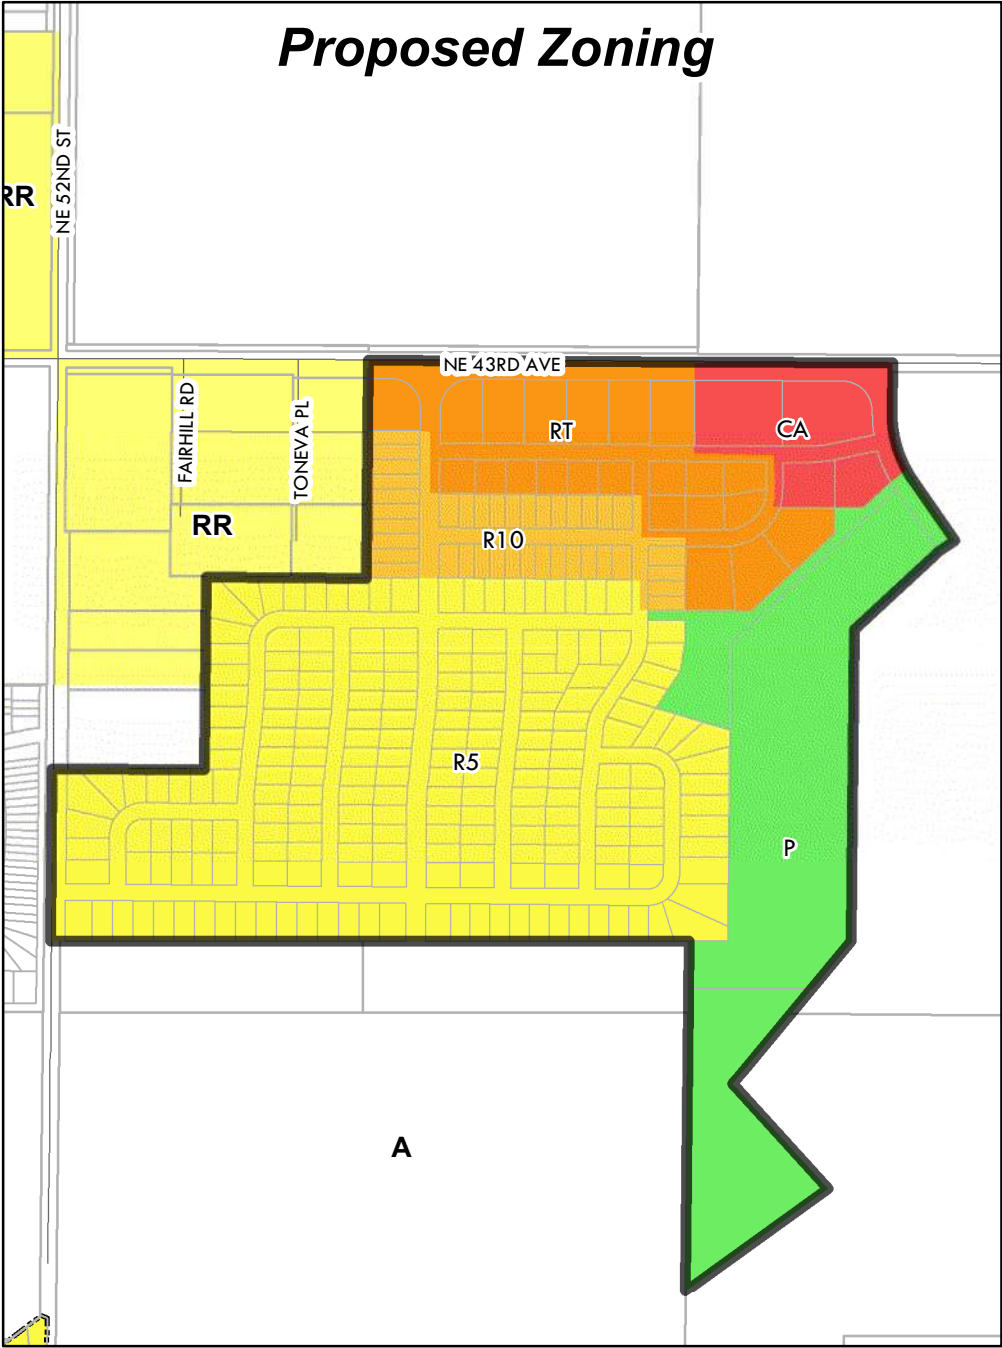 Proposed Zoning
NE 52ND ST
RR
NE 43RD AVE
FAIRHILL RD
TONEVA PL
RT
CA
RR
R10
R5
P
A